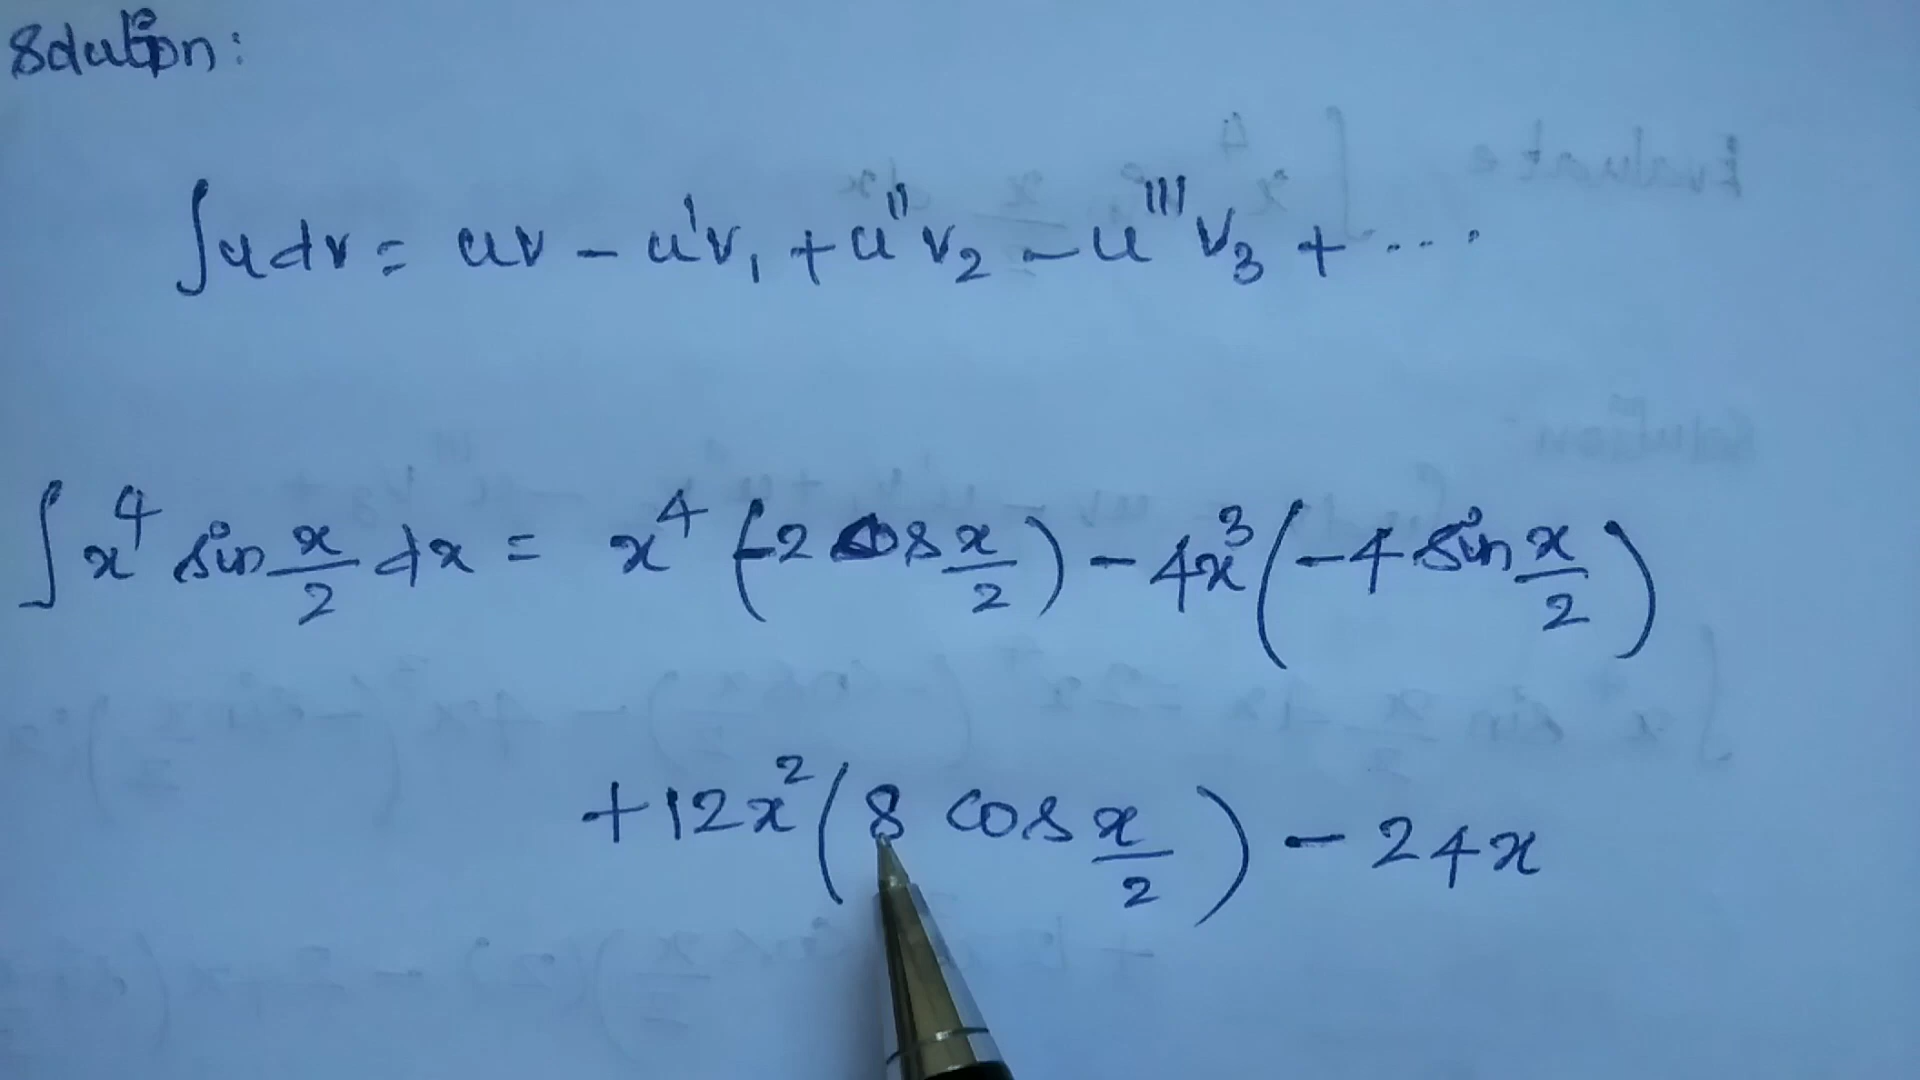 Solution:
∫u dv = uv - u'v₁ + u''v₂ - u'''v₃ + ....
∫x⁴ sin x/2 dx = x⁴ (-2 cos x/2) - 4x³ (-4 sin x/2)
+12x² (8 cos x/2) - 24x